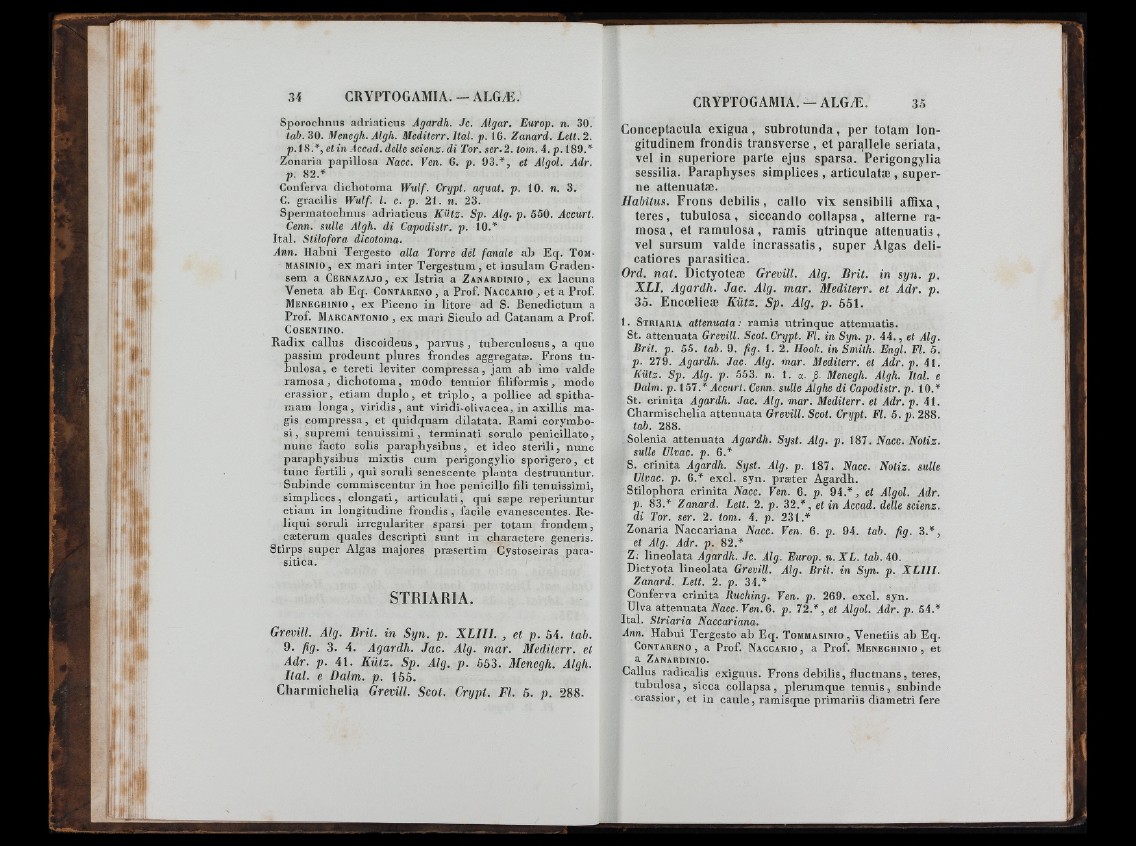 34 CRYPTOGAMIA. — ALGÆ.
Sporochnus adriaticus Agardh. Jc. Algar. Europ. n. 30.
tab. 30. Menegh. Algh. Mediterr. Ital. p. 16. Zanard. Lett. 2.
p. 18.*, et in Accad. delle scienz. di Tor. ser. 2. tom. 4. p. 189.*
Zonaria papillosa Nacc. Ven. 6. p. 93.*, et Algol. Adr.
p. 82.*
Conferva dichotoma Wulf. Crypt. aquat. p. 10. n. 3.
C. gracilis Wulf. l. c. p. 21. n. 23.
Spermatochnus adriaticus Kütz. Sp. Alg. p. 550. Accurt.
Cenn. sulle Algh. di Capodistr. p. 10.*
Ital. Stilofora dicotoma.
Ann. Habui Tergesto alla Torre del fanale ab Eq. TOM-
MASINIO, ex mari inter Tergestum, et insulam Graden-
sem a CERNAZAJO, ex Istria a ZANARDINIO, ex lacuna
Veneta ab Eq. CONTARENO, a Prof. NACCARIO, et a Prof.
MENEGHINIO, ex Piceno in litore ad S. Benedictum a
Prof. MARCANTONIO, ex mari Siculo ad Catanam a Prof.
COSENTINO.
Radix callus discoideus, parvus, tuberculosus, a quo
passim prodeunt plures frondes aggregatæ. Frons tu-
bulosa, e tereti leviter compressa, jam ab imo valde
ramosa, dichotoma, modo tennior filiformis, modo
crassior, etiam duplo, et triplo, a pollice ad spitha-
mam longa, viridis, aut viridi-olivacea, in axillis ma-
gis compressa, et quidquam dilatata. Rami corymbo-
si, supremi tenuissimi, terminati sorulo penicillato,
nunc facto solis paraphysibus, et ideo sterili, nunc
paraphysibus mixtis cum perigongylio sporigero, et
tunc fertili, qui soruli senescente planta destruuntur.
Subinde commiscentur in hoc penicillo fili tenuissimi,
simplices, elongati, articulati, qui sæpe reperiuntur
etiam in longitudine frondis, facile evanescentes. Re-
liqui soruli irregulariter sparsi per totam frondem,
cæterum quales descripti sunt in charactere generis.
Stirps super Algas majores præsertim Cystoseiras para-
sitica.
STRIARIA.
Grevill. Alg. Brit. in Syn. p. XLIII., et p. 54. tab.
9. fig. 3. 4. Agardh. Jac. Alg. mar. Mediterr. et
Adr. p. 41. Kütz. Sp. Alg. p. 553. Menegh. Algh.
Ital. e Dalm. p. 155.
Charmichelia Grevill. Scot. Crypt. Fl. 5. p. 288.
CRYPTOGAMIA. — ALGÆ. 35
Conceptacula exigua, subrotunda, per totam lon-
gitudinem frondis transverse, et parallele seriata,
vel in superiore parte ejus sparsa. Perigongylia
sessilia. Paraphyses simplices, articulatæ, super-
ne attenuatæ.
Habitus. Frons debilis, callo vix sensibili affixa,
teres, tubulosa, siccando collapsa, alterne ra-
mosa, et ramulosa, ramis utrinque attenuatis,
vel sursum valde incrassatis, super Algas deli-
catiores parasitica.
Ord. nat. Dictyoteæ Grevill. Alg. Brit. in syn. p.
XLI. Agardh. Jac. Alg. mar. Mediterr. et Adr. p.
35. Encœlieæ Kütz. Sp. Alg. p. 551.
1. STRIARIA attenuata: ramis utrinque attenuatis.
St. attenuata Grevill. Scot. Crypt. Fl. in Syn. p. 44., et Alg.
Brit. p. 55. tab. 9. fig. 1. 2. Hook. in Smith. Engl. Fl. 5.
p. 279. Agardh. Jac. Alg. mar. Mediterr. et Adr. p. 41.
Kütz. Sp. Alg. p. 553. n. 1. α. β. Menegh. Algh. Ital. e
Dalm. p. 157.* Accurt. Cenn. sulle Alghe di Capodistr. p. 10.*
St. crinita Agardh. Jac. Alg. mar. Mediterr. et Adr. p. 41.
Charmischelia attenuata Grevill. Scot. Crypt. Fl. 5. p. 288.
tab. 288.
Solenia attenuata Agardh. Syst. Alg. p. 187. Nacc. Notiz.
sulle Ulvac. p. 6.*
S. crinita Agardh. Syst. Alg. p. 187. Nacc. Notiz. sulle
Ulvac. p. 6.* excl. syn. præter Agardh.
Stilophora crinita Nacc. Ven. 6. p. 94.*, et Algol. Adr.
p. 83.* Zanard. Lett. 2. p. 32.*, et in Accad. delle scienz.
di Tor. ser. 2. tom. 4. p. 231.*
Zonaria Naccariana Nacc. Ven. 6. p. 94. tab. fig. 3.*,
et Alg. Adr. p. 82.*
Z. lineolata Agardh. Jc. Alg. Europ. n. XL. tab. 40.
Dictyota lineolata Grevill. Alg. Brit. in Syn. p. XLIII.
Zanard. Lett. 2. p. 34.*
Conferva crinita Ruching. Ven. p. 269. excl. syn.
Ulva attenuata Nacc. Ven. 6. p. 72.*, et Algol. Adr. p. 54.*
Ital. Striaria Naccariana.
Ann. Habui Tergesto ab Eq. TOMMASINIO, Venetiis ab Eq.
CONTARENO, a Prof. NACCARIO, a Prof. MENEGHINIO, et
a ZANARDINIO.
Callus radicalis exiguus. Frons debilis, fluctuans, teres,
tubulosa, sicca collapsa, plerumque tenuis, subinde
crassior, et in caule, ramisque primariis diametri fere